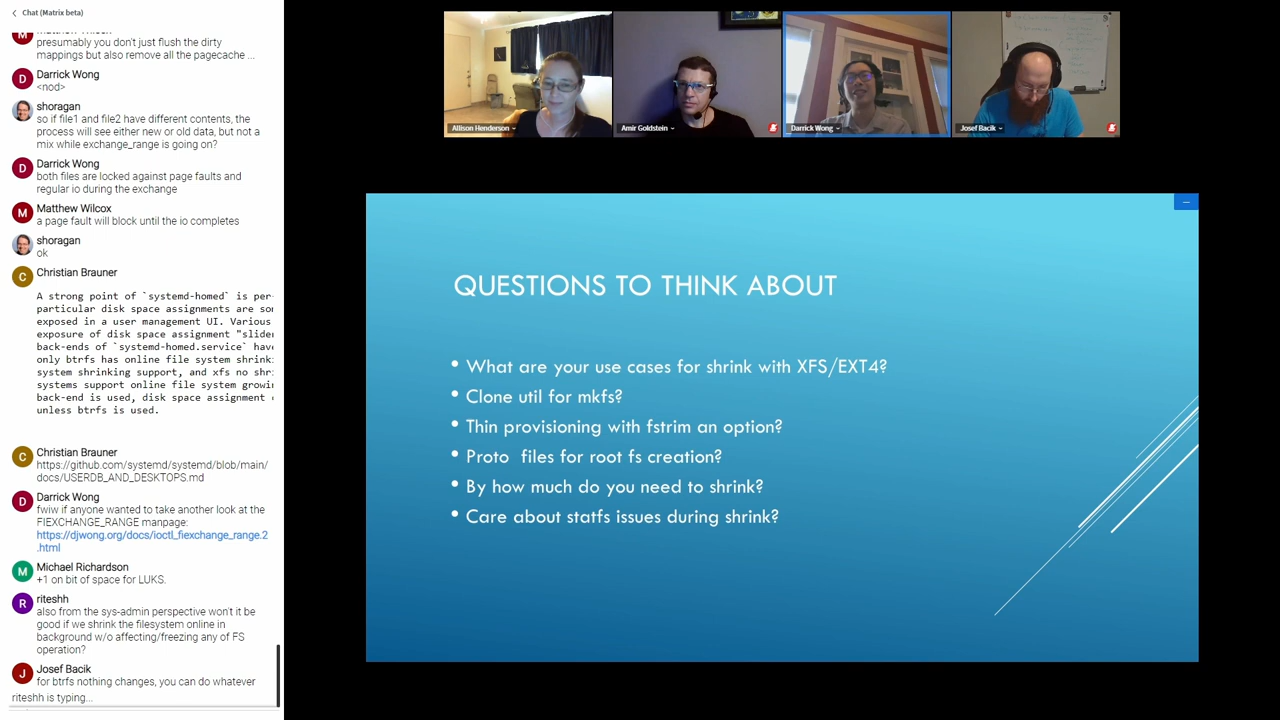 Chat (Matrix beta)
presumably you don't just flush the dirty
mappings but also remove all the pagecache ...
Darrick Wong
D
<nod>
shoragan
so if file1 and file2 have different contents, the
process will see either new or old data, but not a
mix while exchange_range is going on?
Darrick Wong
D
both files are locked against page faults and
regular io during the exchange
Matthew Wilcox
M
a page fault will block until the io completes
shoragan
ok
Christian Brauner
C
A strong point of `systemd-homed` is per-
particular disk space assignments are so
exposed in a user management UI. Various
exposure of disk space assignment "slide
back-ends of `systemd-homed.service` hav
only btrfs has online file system shrink
system shrinking support, and xfs no shr
systems support online file system growi
back-end is used, disk space assignment
unless btrfs is used.
Christian Brauner
C
https://github.com/systemd/systemd/blob/main/
docs/USERDB_AND_DESKTOPS.md
Darrick Wong
D
fwiw if anyone wanted to take another look at the
FIEXCHANGE_RANGE manpage:
https://djwong.org/docs/ioctl_fiexchange_range.2
.html
Michael Richardson
M
+1 on bit of space for LUKS.
riteshh
R
also from the sys-admin perspective won't it be
good if we shrink the filesystem online in
background w/o affecting/freezing any of FS
operation?
Josef Bacik
J
for btrfs nothing changes, you can do whatever
riteshh is typing...
Allison Henderson
Amir Goldstein
Darrick Wong
Josef Bacik
QUESTIONS TO THINK ABOUT
• What are your use cases for shrink with XFS/EXT4?
• Clone util for mkfs?
• Thin provisioning with fstrim an option?
• Proto files for root fs creation?
• By how much do you need to shrink?
• Care about statfs issues during shrink?